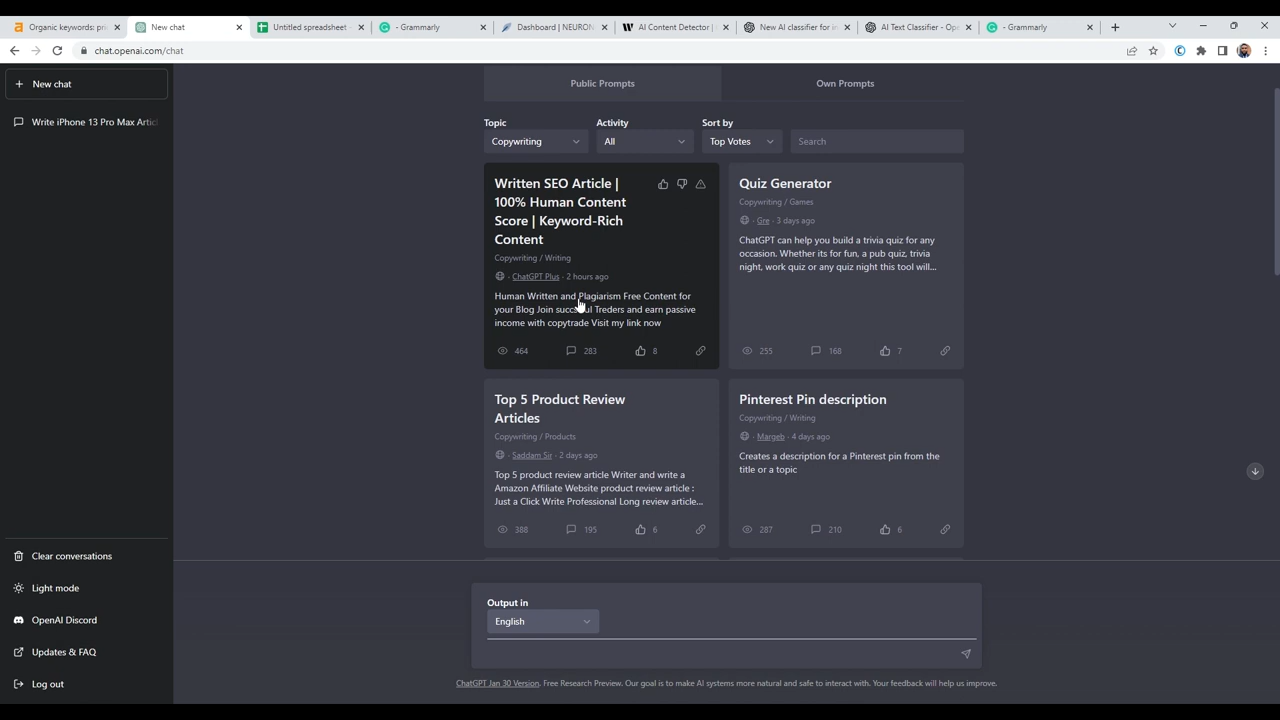 Organic keywords: pri
New chat
Untitled spreadsheet
- Grammarly
Dashboard | NEURON
AI Content Detector |
New AI classifier for in
AI Text Classifier - Ope
- Grammarly
chat.openai.com/chat
New chat
Write iPhone 13 Pro Max Artic
Clear conversations
Light mode
OpenAI Discord
Updates & FAQ
Log out
Public Prompts
Own Prompts
Topic
Activity
Sort by
Copywriting
All
Top Votes
Search
Written SEO Article |
100% Human Content
Score | Keyword-Rich
Content
Copywriting / Writing
· ChatGPT Plus · 2 hours ago
Human Written and Plagiarism Free Content for
your Blog Join succsful Treders and earn passive
income with copytrade Visit my link now
464
283
8
Quiz Generator
Copywriting / Games
· Gre · 3 days ago
ChatGPT can help you build a trivia quiz for any
occasion. Whether its for fun, a pub quiz, trivia
night, work quiz or any quiz night this tool will...
255
168
7
Top 5 Product Review
Articles
Copywriting / Products
· Saddam Sir · 2 days ago
Top 5 product review article Writer and write a
Amazon Affiliate Website product review article :
Just a Click Write Professional Long review article...
388
195
6
Pinterest Pin description
Copywriting / Writing
· Margeb · 4 days ago
Creates a description for a Pinterest pin from the
title or a topic
287
210
6
Output in
English
ChatGPT Jan 30 Version. Free Research Preview. Our goal is to make AI systems more natural and safe to interact with. Your feedback will help us improve.